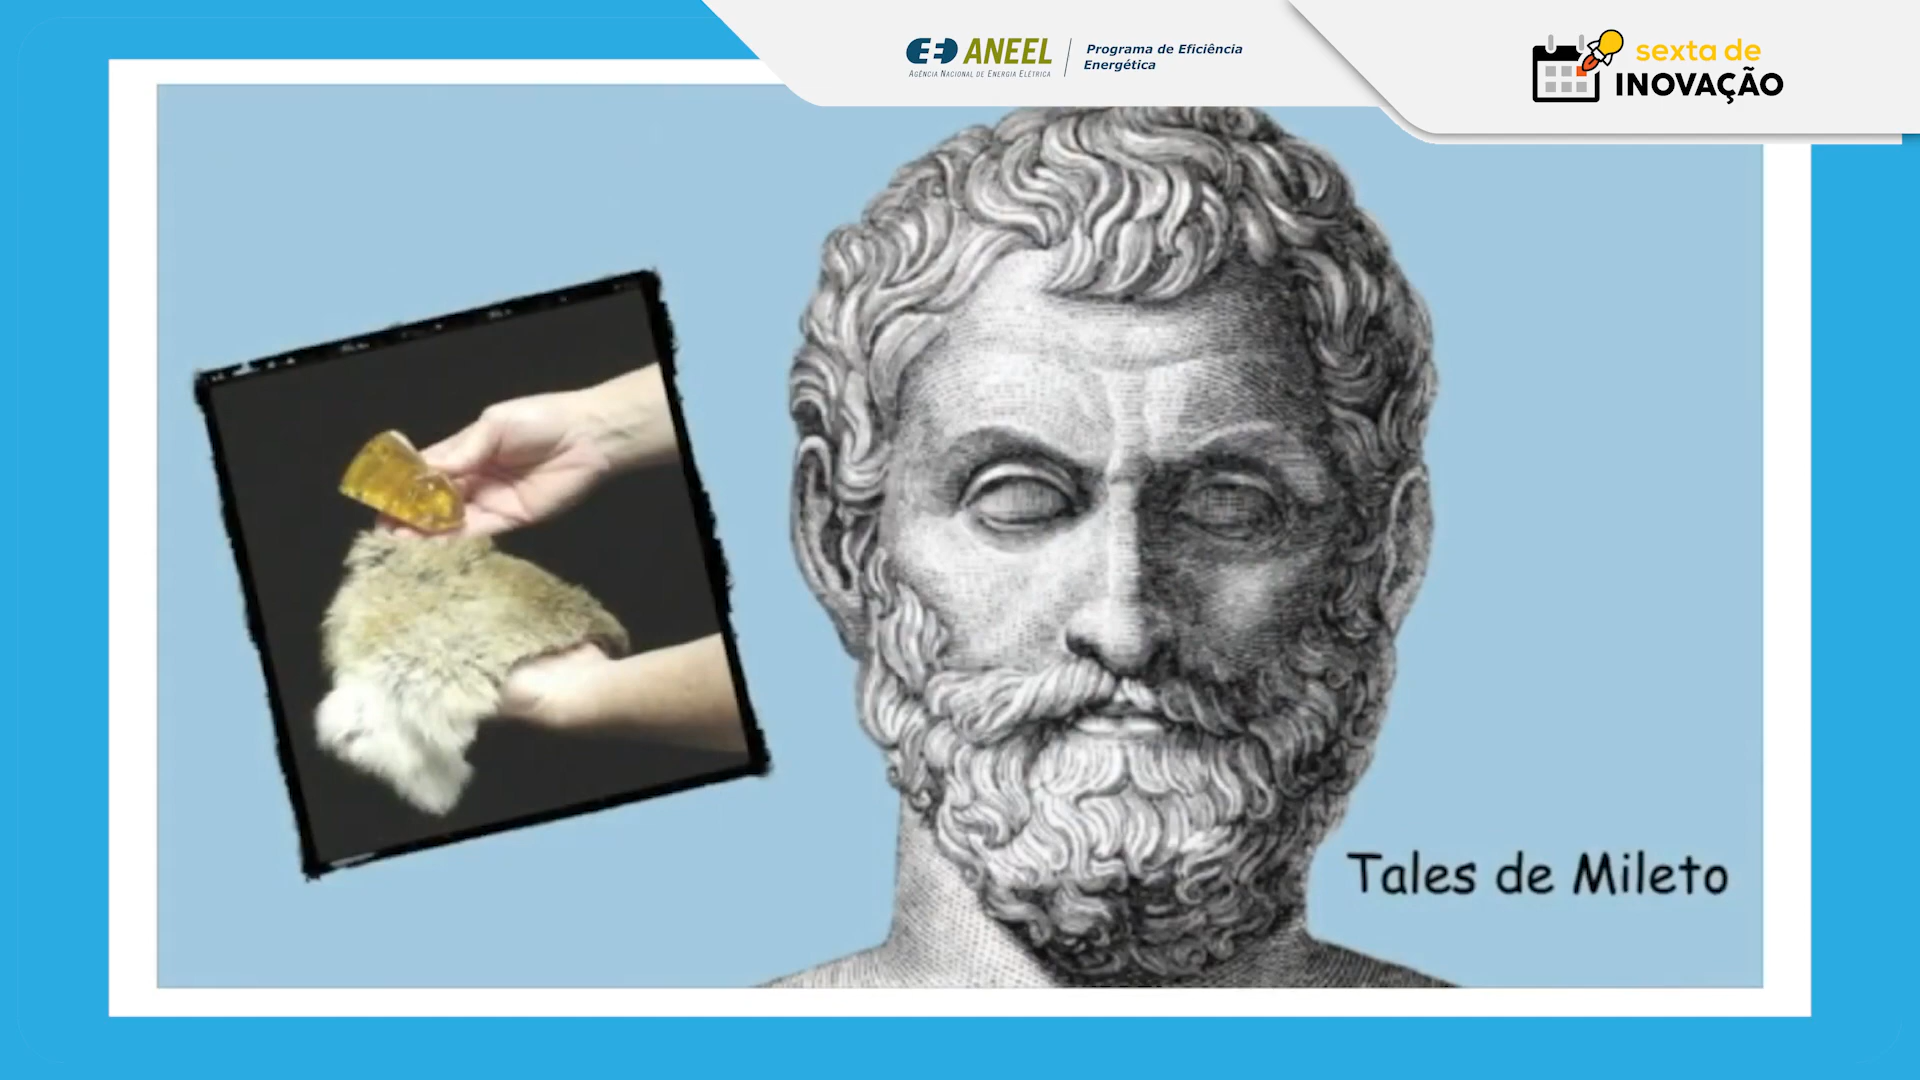 ANEEL
AGÊNCIA NACIONAL DE ENERGIA ELÉTRICA
Programa de Eficiência
Energética
sexta de
INOVAÇÃO
Tales de Mileto